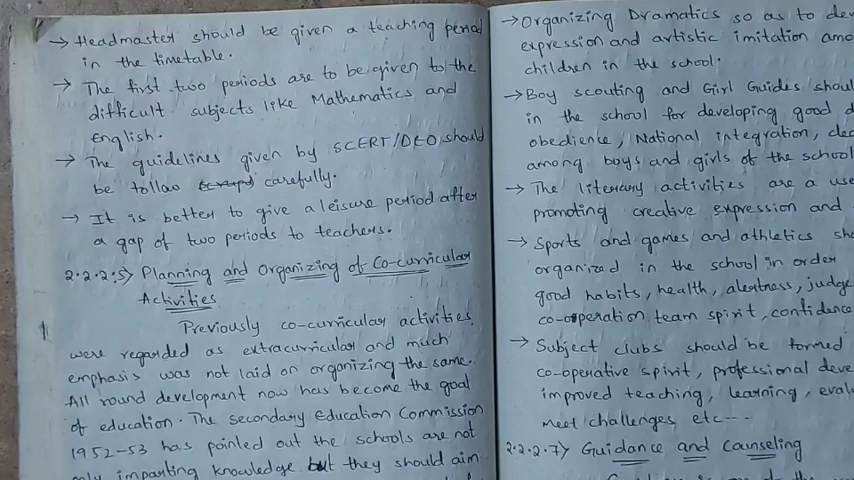 → Headmaster should be given a teaching period
in the timetable.
→ The first two periods are to be given to the
difficult subjects like Mathematics and
English.
→ The guidelines given by SCERT/DEO should
be follow carefully.
→ It is better to give a leisure period after
a gap of two periods to teachers.
2.2.2.5) Planning and Organizing of Co-curricular
Activities
Previously co-curricular activities
were regarded as extracurricular and much
emphasis was not laid on organizing the same.
All round development now has become the goal
of education. The secondary Education Commission
1952-53 has pointed out the schools are not
only imparting knowledge but they should aim
→ Organizing Dramatics so as to
expression and artistic imitation
children in the school.
→ Boy scouting and Girl Guides
in the school for developing good
obedience, National integration,
among boys and girls of the school
→ The literary activities are a
promoting creative expression and
→ Sports and games and athletics
organized in the school in order
good habits, health, alertness,
co-operation team spirit, confidence
→ Subject clubs should be formed
co-operative spirit, professional
improved teaching, learning,
meet challenges etc---
2.2.2.7) Guidance and Counseling